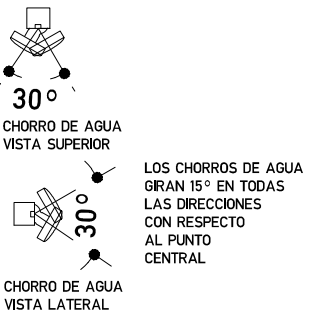 30°
CHORRO DE AGUA
VISTA SUPERIOR
30°
CHORRO DE AGUA
VISTA LATERAL
LOS CHORROS DE AGUA
GIRAN 15° EN TODAS
LAS DIRECCIONES
CON RESPECTO
AL PUNTO
CENTRAL